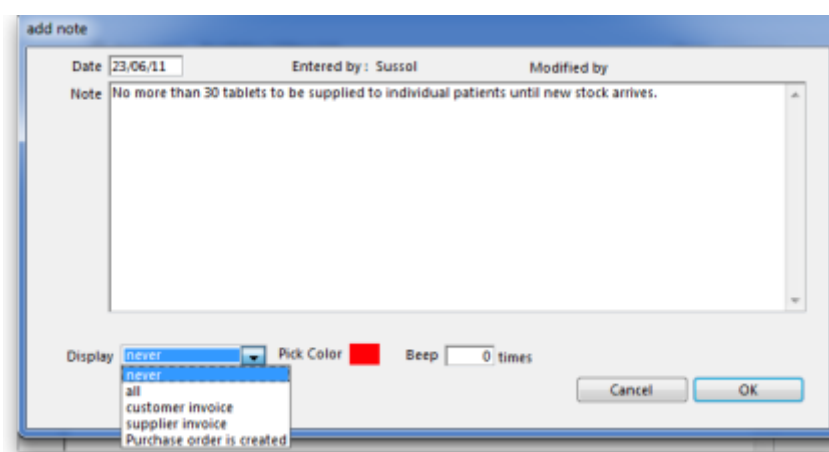 add note
Date 23/06/11 Entered by : Sussol Modified by
Note No more than 30 tablets to be supplied to individual patients until new stock arrives.
Display never Pick Color Beep 0 times
never
all
customer invoice
supplier invoice
Purchase order is created
Cancel OK